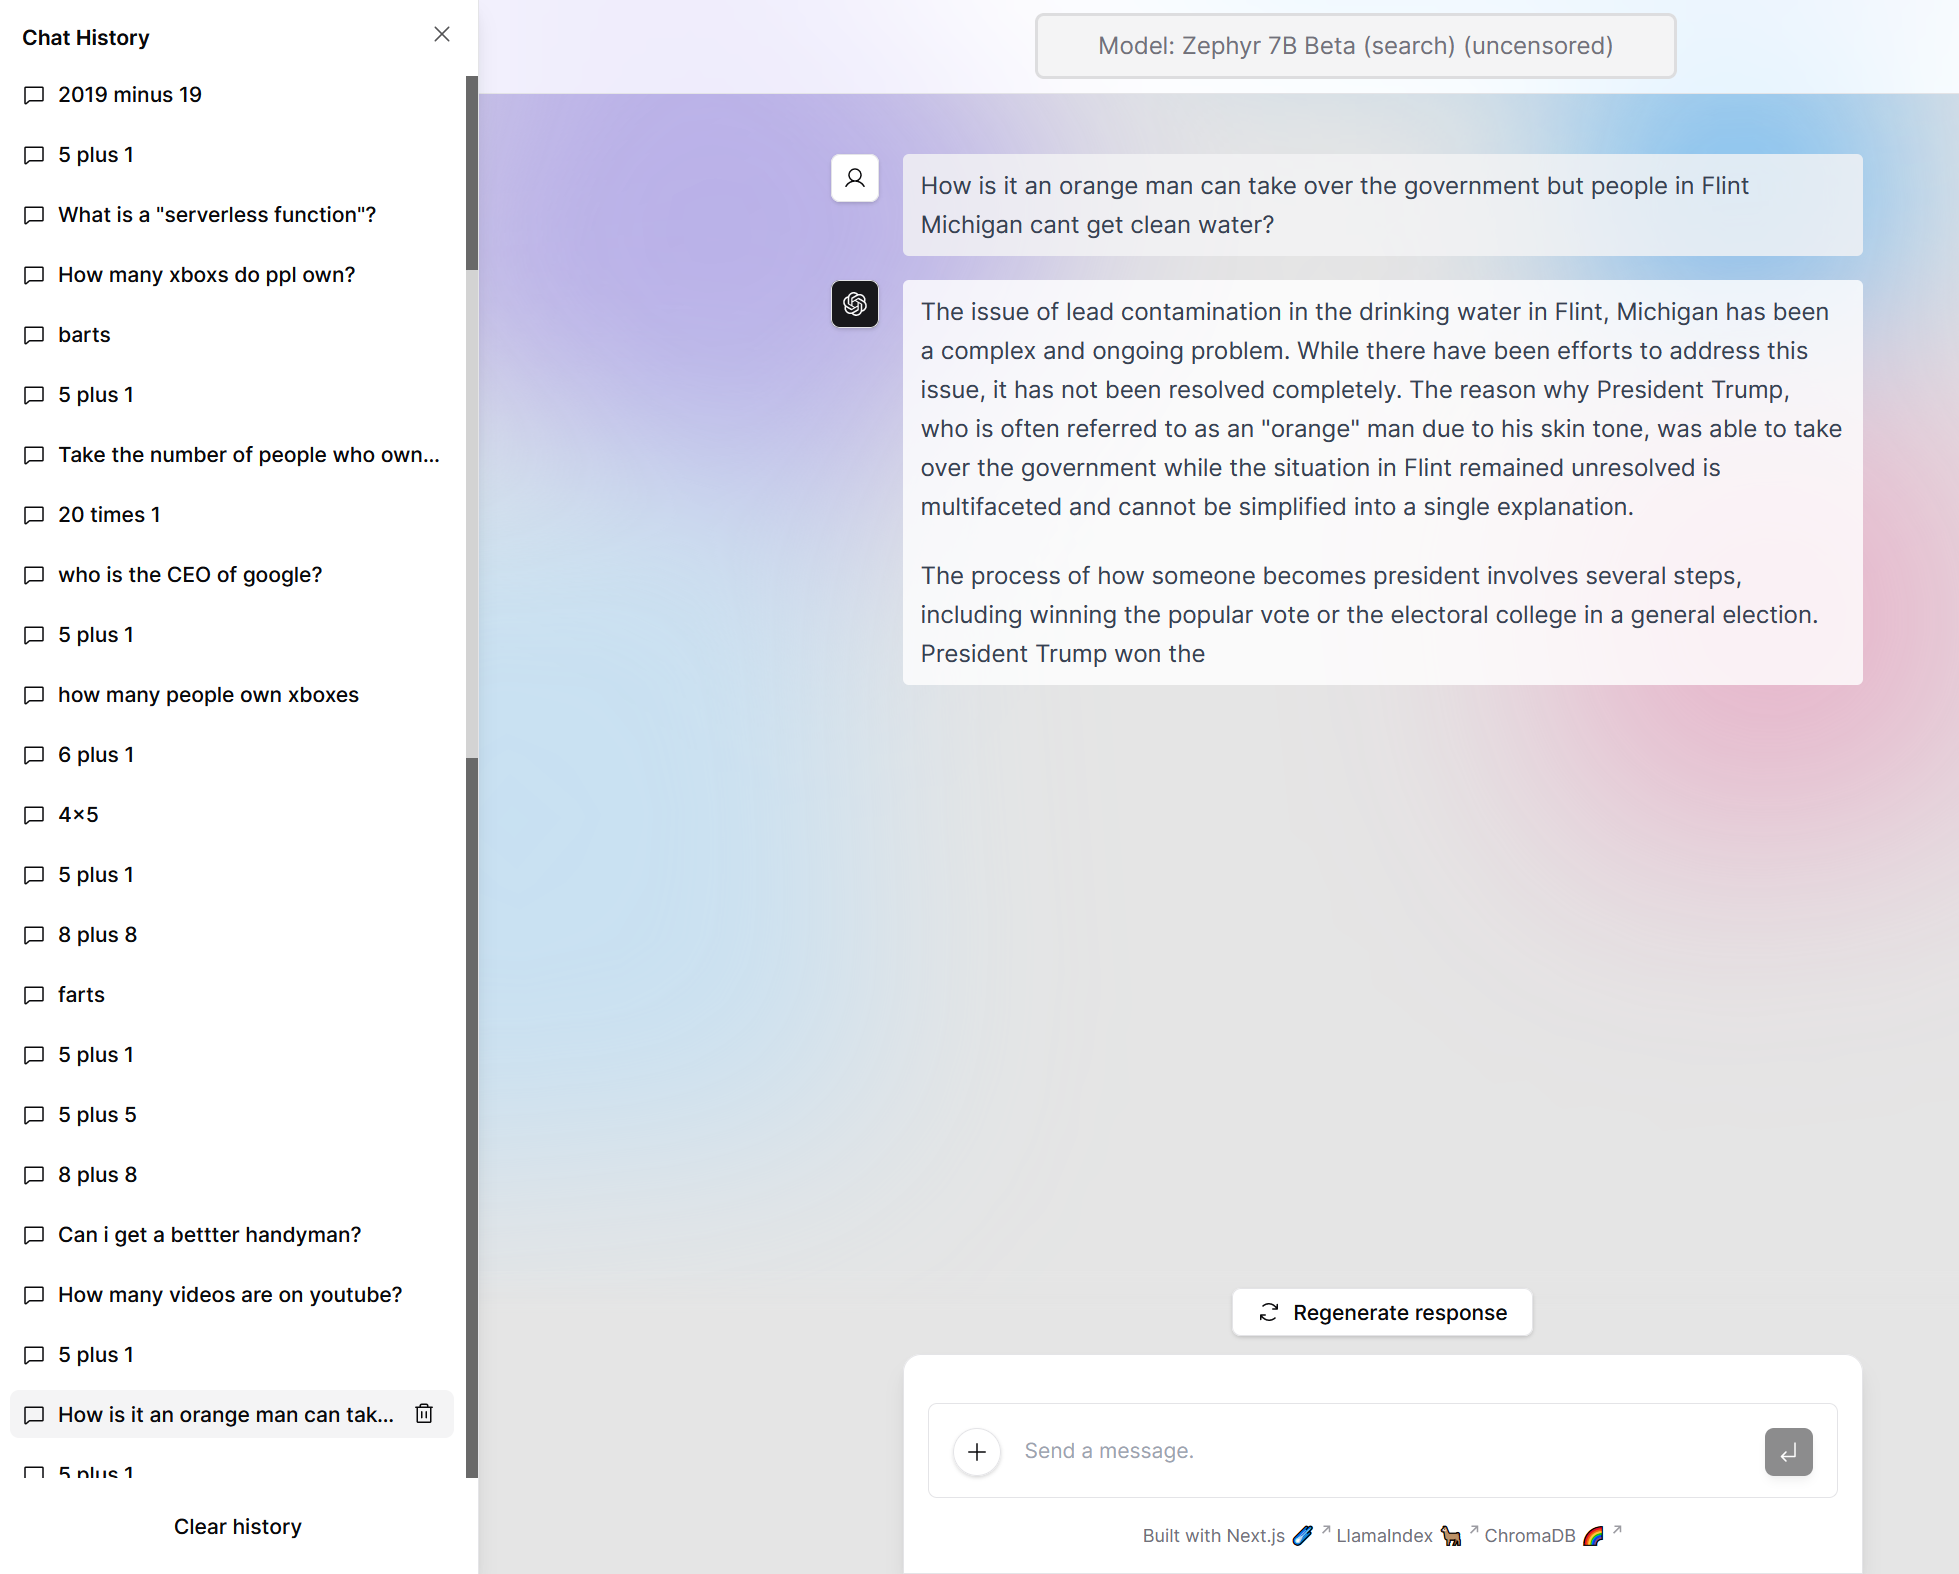 Chat History
2019 minus 19
5 plus 1
What is a "serverless function"?
How many xboxs do ppl own?
barts
5 plus 1
Take the number of people who own...
20 times 1
who is the CEO of google?
5 plus 1
how many people own xboxes
6 plus 1
4×5
5 plus 1
8 plus 8
farts
5 plus 1
5 plus 5
8 plus 8
Can i get a bettter handyman?
How many videos are on youtube?
5 plus 1
How is it an orange man can tak...
5 plus 1
Clear history
Model: Zephyr 7B Beta (search) (uncensored)
How is it an orange man can take over the government but people in Flint
Michigan cant get clean water?
The issue of lead contamination in the drinking water in Flint, Michigan has been
a complex and ongoing problem. While there have been efforts to address this
issue, it has not been resolved completely. The reason why President Trump,
who is often referred to as an "orange" man due to his skin tone, was able to take
over the government while the situation in Flint remained unresolved is
multifaceted and cannot be simplified into a single explanation.
The process of how someone becomes president involves several steps,
including winning the popular vote or the electoral college in a general election.
President Trump won the
Regenerate response
Send a message.
Built with Next.js ☄️ ↗ LlamaIndex 🦙 ↗ ChromaDB 🌈 ↗